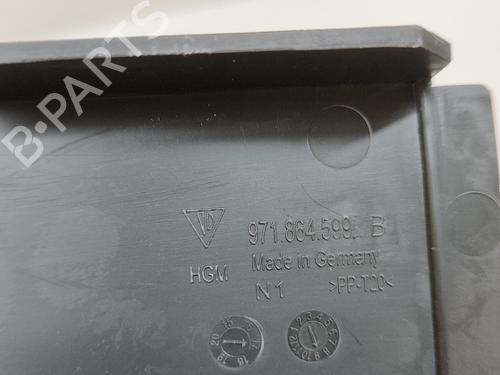 B-PARTS
971.864.599. B
HGM Made in Germany
N1 >PP-T20<